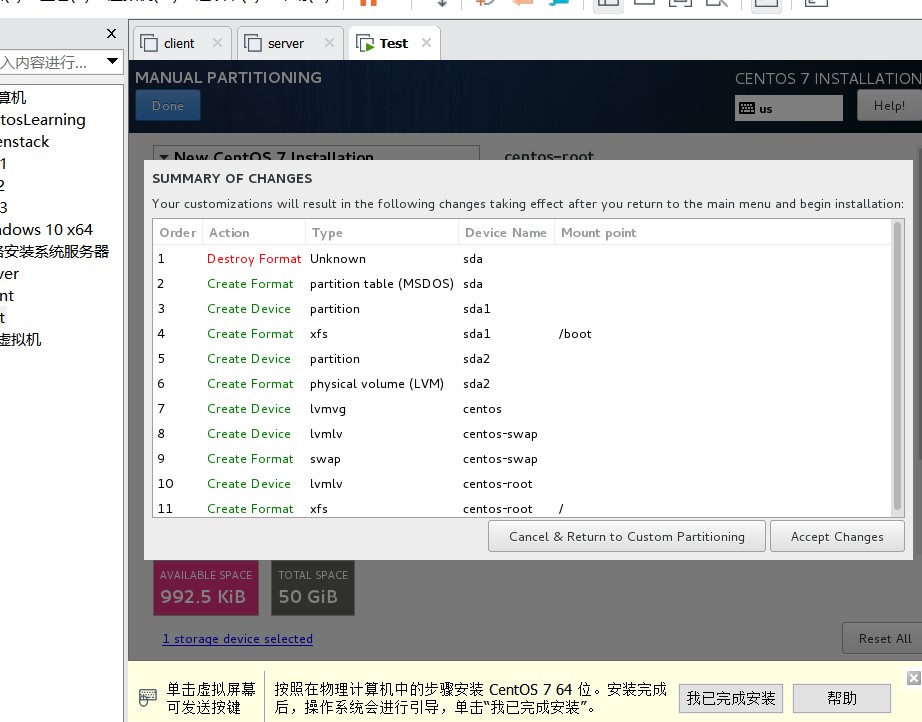 client
server
Test
入内容进行...
算机
tosLearning
enstack
1
2
3
ndows 10 x64
安装系统服务器
ver
nt
t
虚拟机
MANUAL PARTITIONING
CENTOS 7 INSTALLATION
Done
us
Help!
New CentOS 7 Installation
centos-root
SUMMARY OF CHANGES
Your customizations will result in the following changes taking effect after you return to the main menu and begin installation:
Order Action Type Device Name Mount point
1 Destroy Format Unknown sda
2 Create Format partition table (MSDOS) sda
3 Create Device partition sda1
4 Create Format xfs sda1 /boot
5 Create Device partition sda2
6 Create Format physical volume (LVM) sda2
7 Create Device lvmvg centos
8 Create Device lvmlv centos-swap
9 Create Format swap centos-swap
10 Create Device lvmlv centos-root
11 Create Format xfs centos-root /
Cancel & Return to Custom Partitioning
Accept Changes
AVAILABLE SPACE
992.5 KiB
TOTAL SPACE
50 GiB
1 storage device selected
Reset All
单击虚拟屏幕
可发送按键
按照在物理计算机中的步骤安装 CentOS 7 64 位。安装完成
后，操作系统会进行引导，单击“我已完成安装”。
我已完成安装
帮助